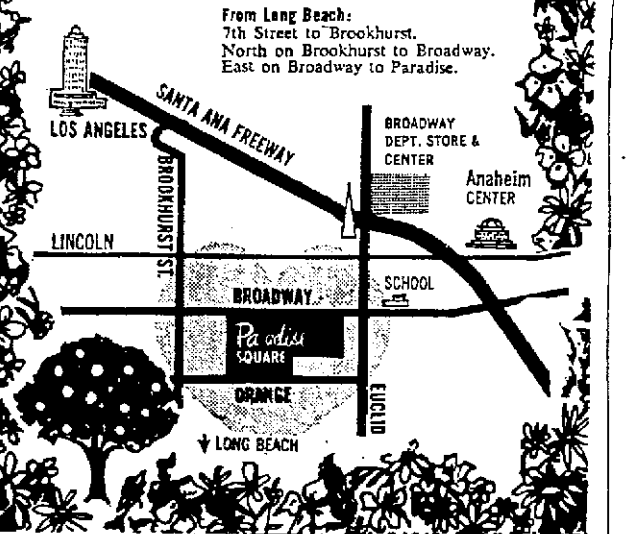 From Long Beach:
7th Street to Brookhurst.
North on Brookhurst to Broadway.
East on Broadway to Paradise.
LOS ANGELES
SANTA ANA FREEWAY
BROADWAY
DEPT. STORE &
CENTER
Anaheim
CENTER
BROOKHURST ST.
LINCOLN
SCHOOL
BROADWAY
Paradise
SQUARE
ORANGE
EUCLID
LONG BEACH